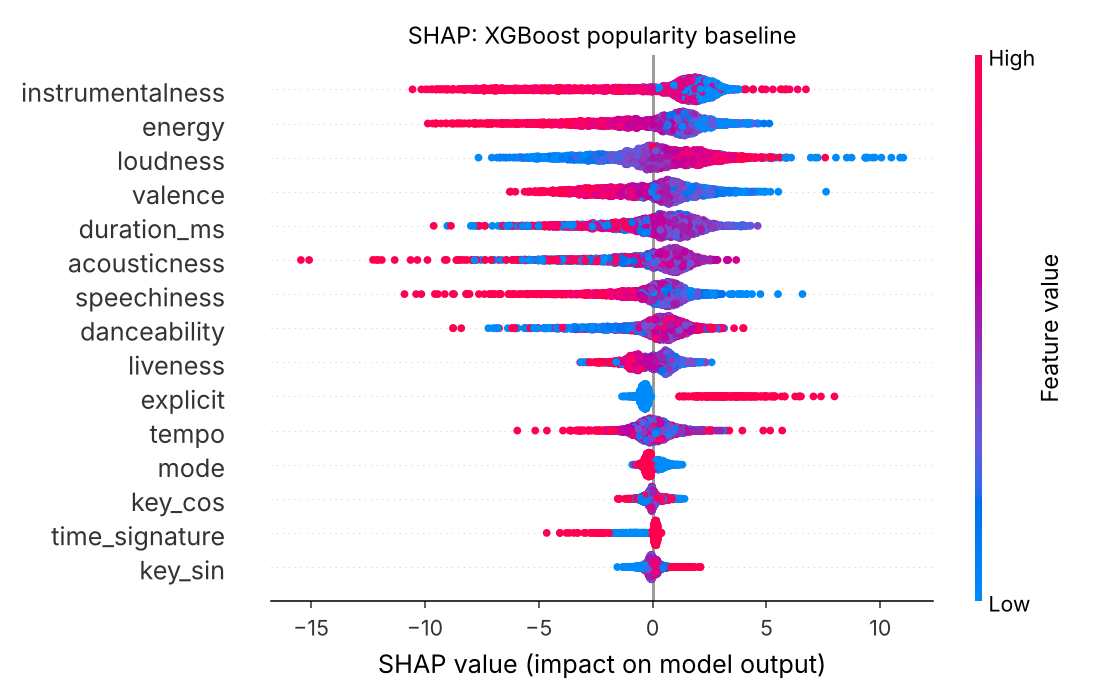 SHAP: XGBoost popularity baseline
High
instrumentalness
energy
loudness
valence
duration_ms
acousticness
speechiness
danceability
liveness
explicit
tempo
mode
key_cos
time_signature
key_sin
Feature value
Low
−15 −10 −5 0 5 10
SHAP value (impact on model output)